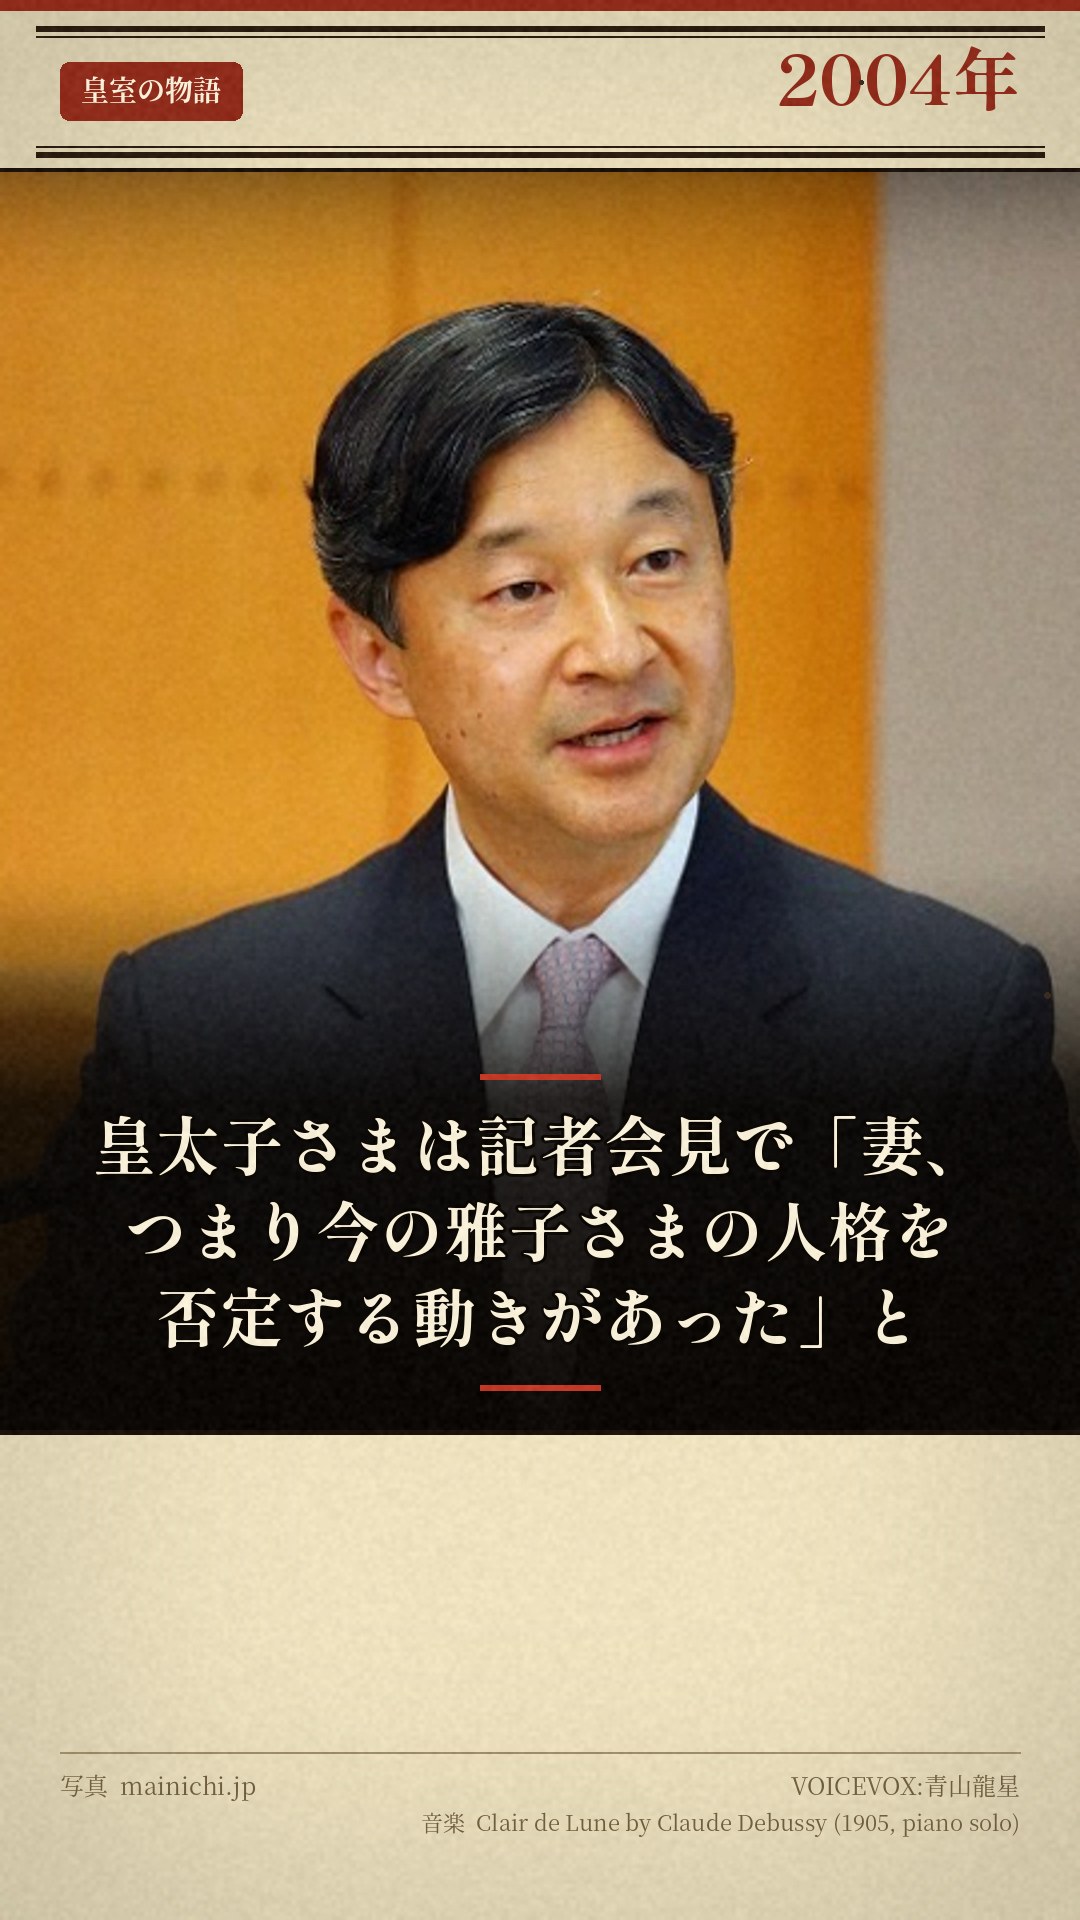 皇室の物語
2004年
皇太子さまは記者会見で「妻、
つまり今の雅子さまの人格を
否定する動きがあった」と
写真 mainichi.jp
VOICEVOX:青山龍星
音楽 Clair de Lune by Claude Debussy (1905, piano solo)